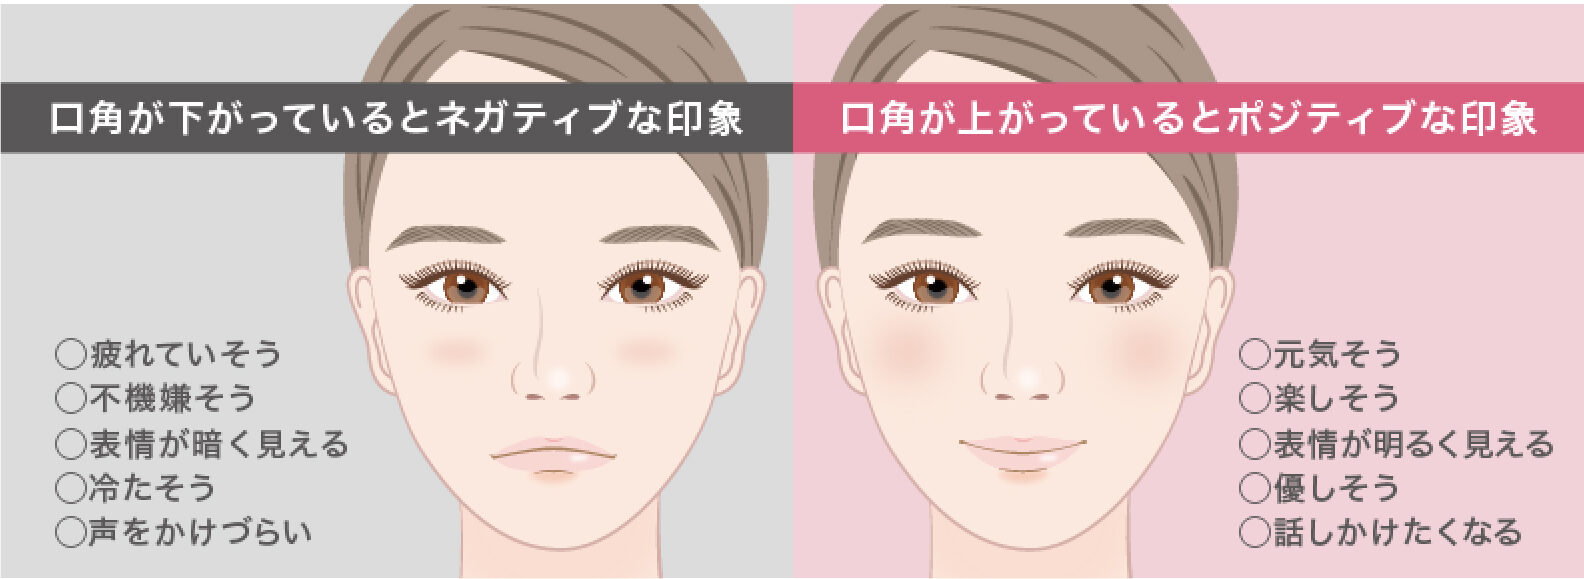 口角が下がっているとネガティブな印象
○疲れていそう
○不機嫌そう
○表情が暗く見える
○冷たそう
○声をかけづらい
口角が上がっているとポジティブな印象
○元気そう
○楽しそう
○表情が明るく見える
○優しそう
○話しかけたくなる